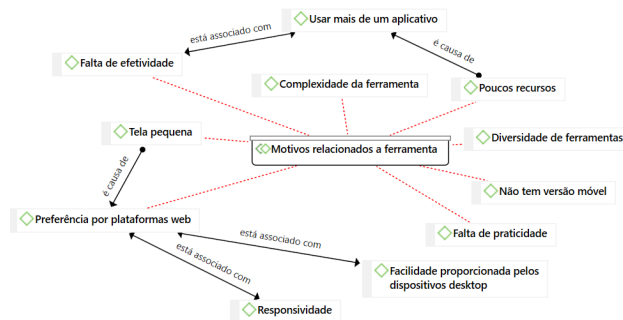 Usar mais de um aplicativo
está associado com
é causa de
Falta de efetividade
Complexidade da ferramenta
Poucos recursos
Tela pequena
Diversidade de ferramentas
Motivos relacionados a ferramenta
é causa de
Não tem versão móvel
Preferência por plataformas web
Falta de praticidade
está associado com
está associado com
Facilidade proporcionada pelos
dispositivos desktop
Responsividade